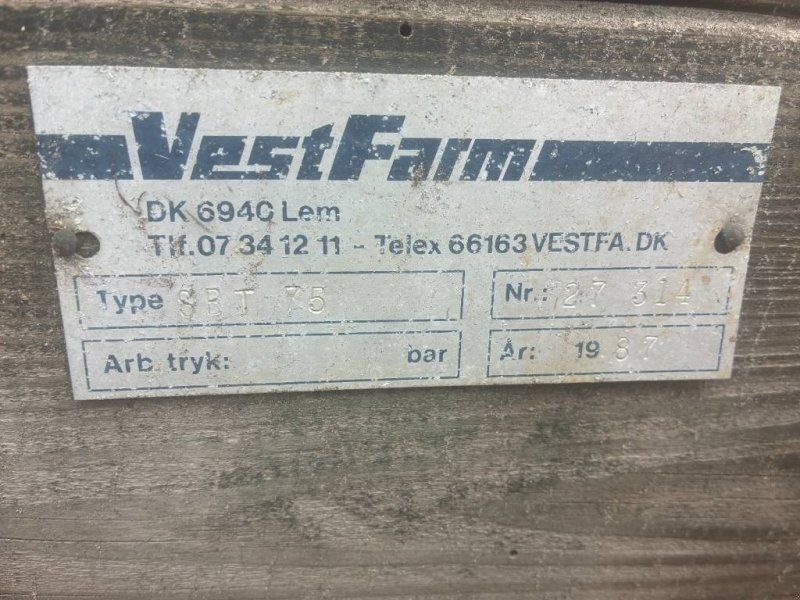 VestFarm
DK 6940 Lem
Tlf. 07 34 12 11 - Telex 66163 VESTFA. DK
Type SBT 75 Nr.: 27 314
Arb. tryk: bar År: 1987